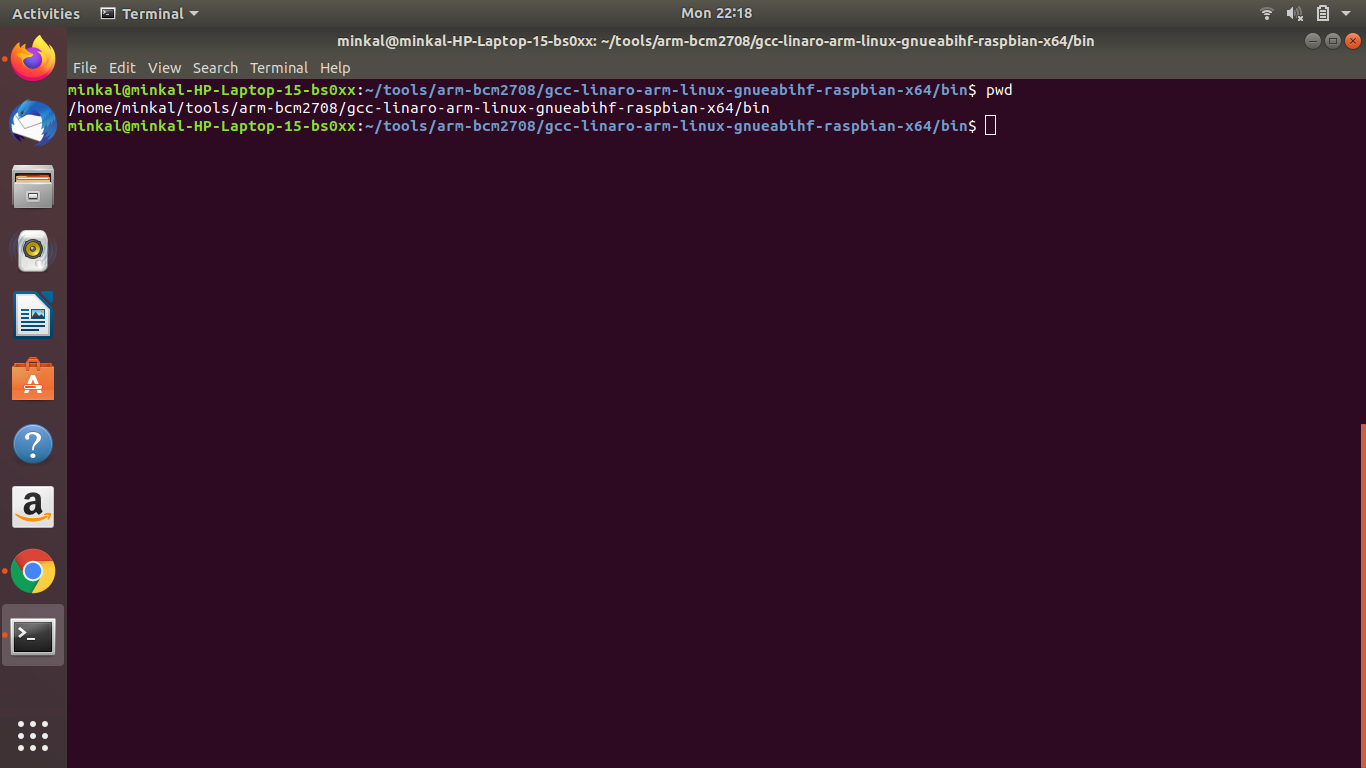 Activities Terminal Mon 22:18
minkal@minkal-HP-Laptop-15-bs0xx: ~/tools/arm-bcm2708/gcc-linaro-arm-linux-gnueabihf-raspbian-x64/bin
File Edit View Search Terminal Help
minkal@minkal-HP-Laptop-15-bs0xx:~/tools/arm-bcm2708/gcc-linaro-arm-linux-gnueabihf-raspbian-x64/bin$ pwd
/home/minkal/tools/arm-bcm2708/gcc-linaro-arm-linux-gnueabihf-raspbian-x64/bin
minkal@minkal-HP-Laptop-15-bs0xx:~/tools/arm-bcm2708/gcc-linaro-arm-linux-gnueabihf-raspbian-x64/bin$